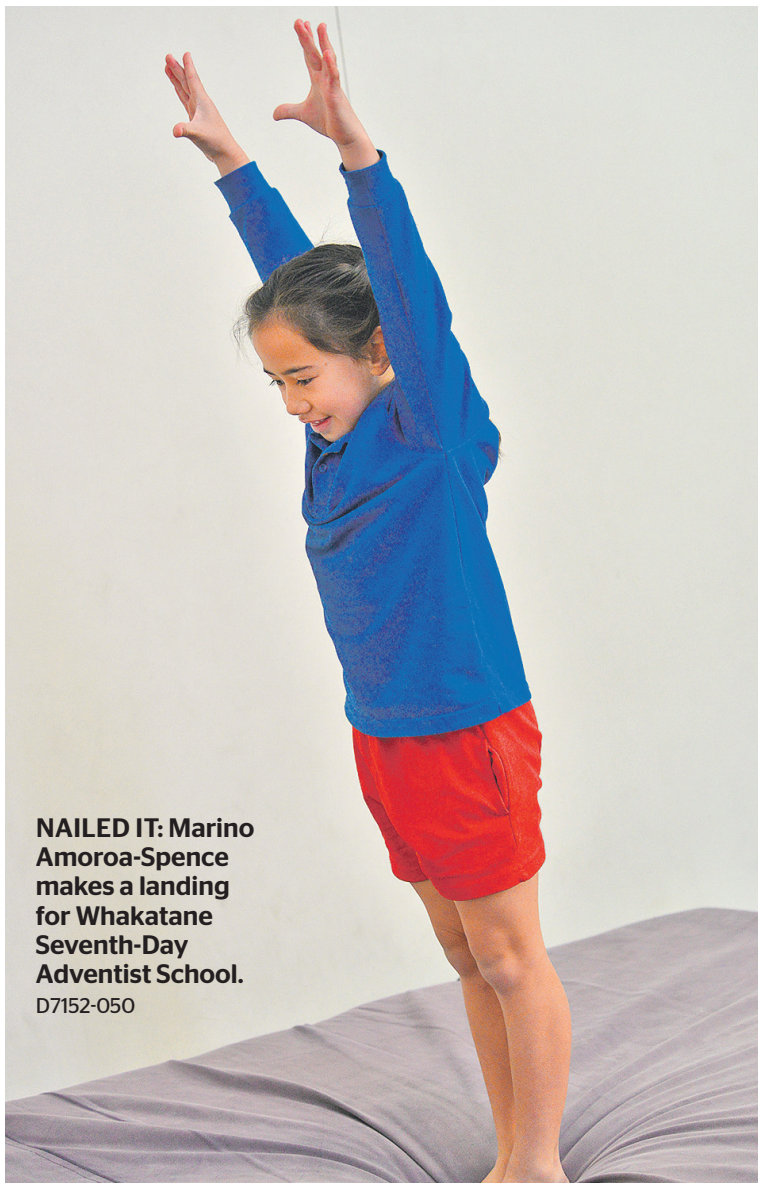 NAILED IT: Marino
Amoroa-Spence
makes a landing
for Whakatane
Seventh-Day
Adventist School.
D7152-050